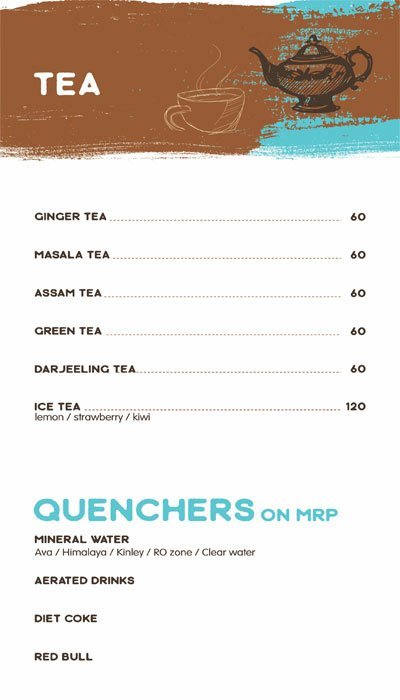 TEA
GINGER TEA 60
MASALA TEA 60
ASSAM TEA 60
GREEN TEA 60
DARJEELING TEA 60
ICE TEA 120
lemon / strawberry / kiwi
QUENCHERS ON MRP
MINERAL WATER
Ava / Himalaya / Kinley / RO zone / Clear water
AERATED DRINKS
DIET COKE
RED BULL